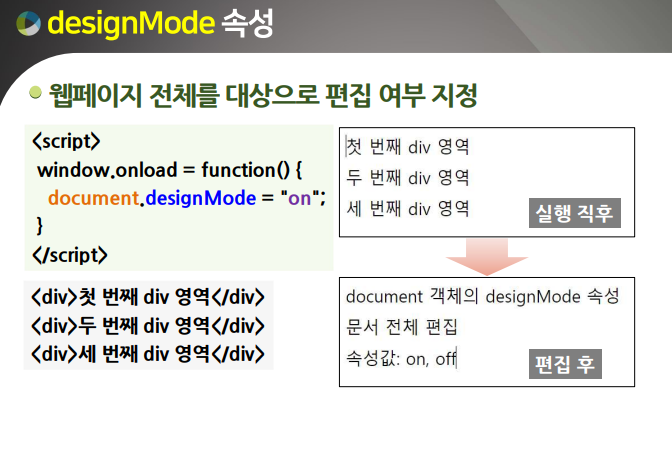 designMode 속성
웹페이지 전체를 대상으로 편집 여부 지정
<script>
window.onload = function() {
document.designMode = "on";
}
</script>
<div>첫 번째 div 영역</div>
<div>두 번째 div 영역</div>
<div>세 번째 div 영역</div>
첫 번째 div 영역
두 번째 div 영역
세 번째 div 영역
실행 직후
document 객체의 designMode 속성
문서 전체 편집
속성값: on, off
편집 후